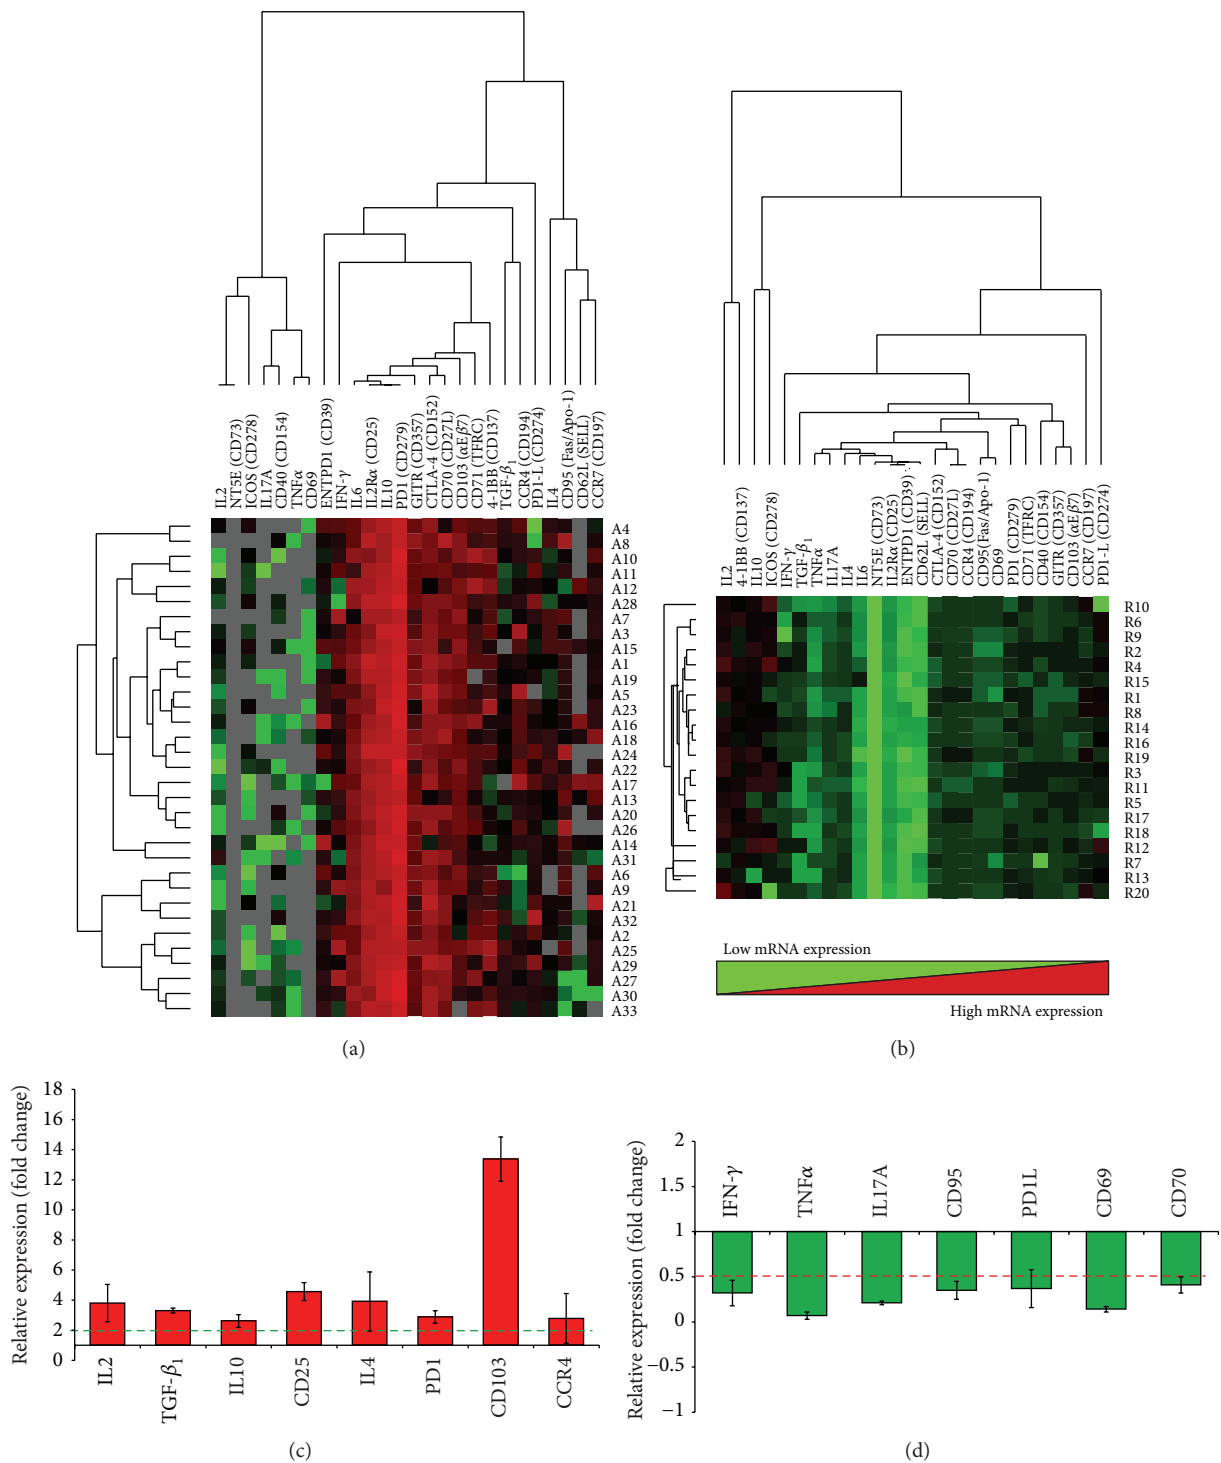 IL2
NT5E (CD73)
ICOS (CD278)
IL17A
CD40 (CD154)
TNFα
CD69
ENTPD1 (CD39)
IFN-γ
IL6
IL2Rα (CD25)
IL10
PD1 (CD279)
GITR (CD357)
CTLA-4 (CD152)
CD70 (CD27L)
CD103 (αEβ7)
CD71 (TFRC)
4-1BB (CD137)
TGF-β1
CCR4 (CD194)
PD1-L (CD274)
IL4
CD95 (Fas/Apo-1)
CD62L (SELL)
CCR7 (CD197)
A4
A8
A10
A11
A12
A28
A7
A3
A15
A1
A19
A5
A23
A16
A18
A24
A22
A17
A13
A20
A26
A14
A31
A6
A9
A21
A32
A2
A25
A29
A27
A30
A33
(a)
IL2
4-1BB (CD137)
IL10
ICOS (CD278)
IFN-γ
TGF-β1
TNFα
IL17A
IL4
IL6
NT5E (CD73)
IL2Rα (CD25)
ENTPD1 (CD39)
CD62L (SELL)
CTLA-4 (CD152)
CD70 (CD27L)
CCR4 (CD194)
CD95(Fas/Apo-1)
CD69
PD1 (CD279)
CD71 (TFRC)
CD40 (CD154)
GITR (CD357)
CD103 (αEβ7)
CCR7 (CD197)
PD1-L (CD274)
R10
R6
R9
R2
R4
R15
R1
R8
R14
R16
R19
R3
R11
R5
R17
R18
R12
R7
R13
R20
Low mRNA expression
High mRNA expression
(b)
Relative expression (fold change)
18
16
14
12
10
8
6
4
2
0
IL2
TGF-β1
IL10
CD25
IL4
PD1
CD103
CCR4
(c)
Relative expression (fold change)
2
1.5
1
0.5
0
−0.5
−1
IFN-γ
TNFα
IL17A
CD95
PD1L
CD69
CD70
(d)